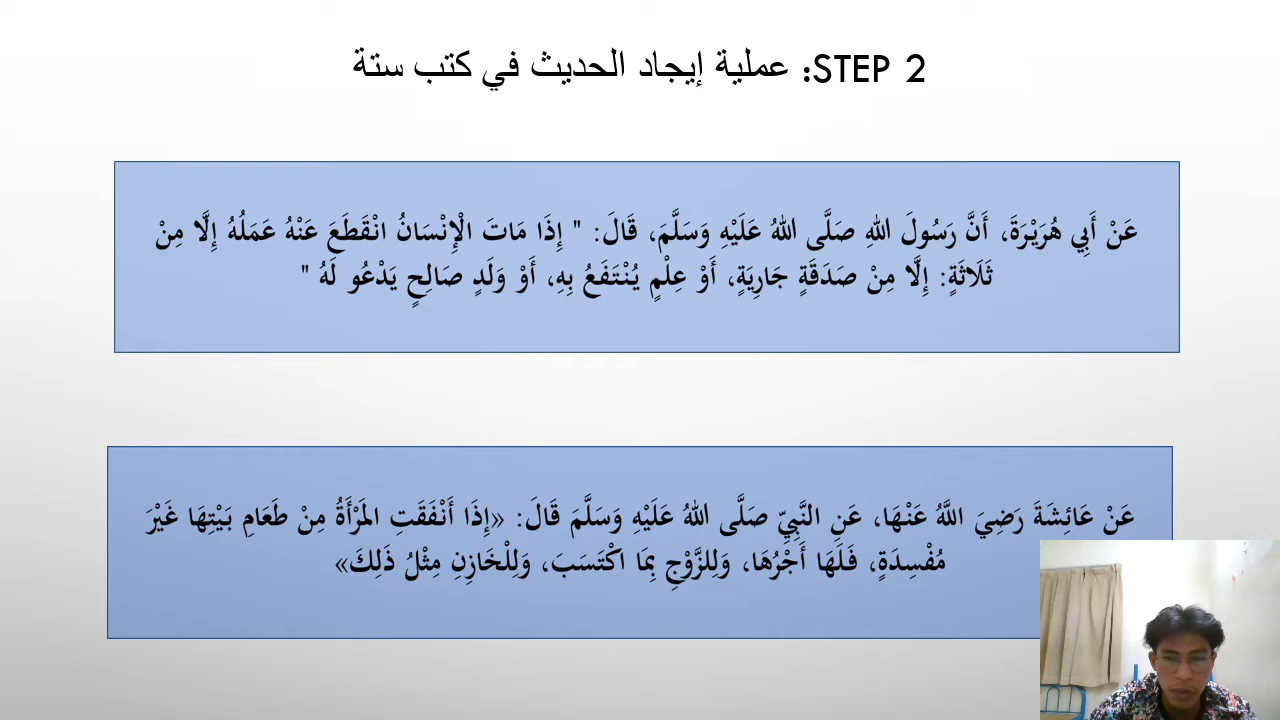 STEP 2: عملية إيجاد الحديث في كتب ستة
عَنْ أَبِي هُرَيْرَةَ، أَنَّ رَسُولَ اللهِ صَلَّى اللهُ عَلَيْهِ وَسَلَّمَ، قَالَ: " إِذَا مَاتَ الْإِنْسَانُ انْقَطَعَ عَنْهُ عَمَلُهُ إِلَّا مِنْ
ثَلَاثَةٍ: إِلَّا مِنْ صَدَقَةٍ جَارِيَةٍ، أَوْ عِلْمٍ يُنْتَفَعُ بِهِ، أَوْ وَلَدٍ صَالِحٍ يَدْعُو لَهُ "
عَنْ عَائِشَةَ رَضِيَ اللَّهُ عَنْهَا، عَنِ النَّبِيِّ صَلَّى اللهُ عَلَيْهِ وَسَلَّمَ قَالَ: «إِذَا أَنْفَقَتِ المَرْأَةُ مِنْ طَعَامِ بَيْتِهَا غَيْرَ
مُفْسِدَةٍ، فَلَهَا أَجْرُهَا، وَلِلزَّوْجِ بِمَا اكْتَسَبَ، وَلِلْخَازِنِ مِثْلُ ذَلِكَ»